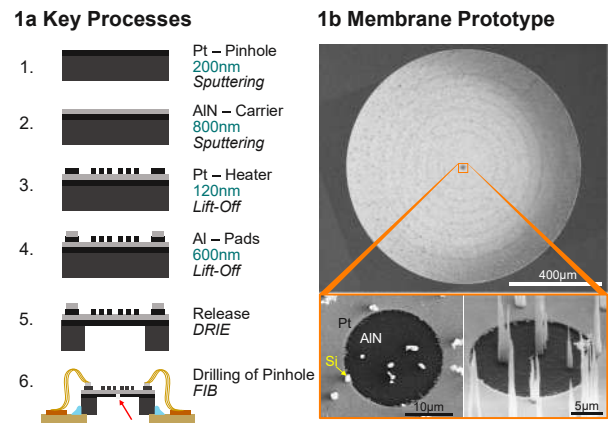 1a Key Processes
1.
Pt – Pinhole
200nm
Sputtering
2.
AlN – Carrier
800nm
Sputtering
3.
Pt – Heater
120nm
Lift-Off
4.
Al – Pads
600nm
Lift-Off
5.
Release
DRIE
6.
Drilling of Pinhole
FIB
1b Membrane Prototype
400µm
Pt
AlN
Si
10µm
5µm